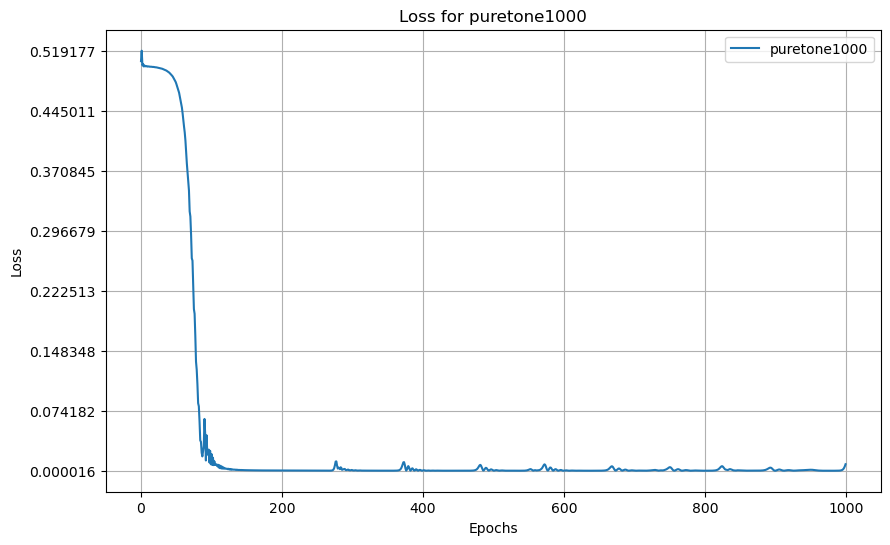 Loss for puretone1000
puretone1000
0.519177
0.445011
0.370845
0.296679
0.222513
0.148348
0.074182
0.000016
Loss
0 200 400 600 800 1000
Epochs